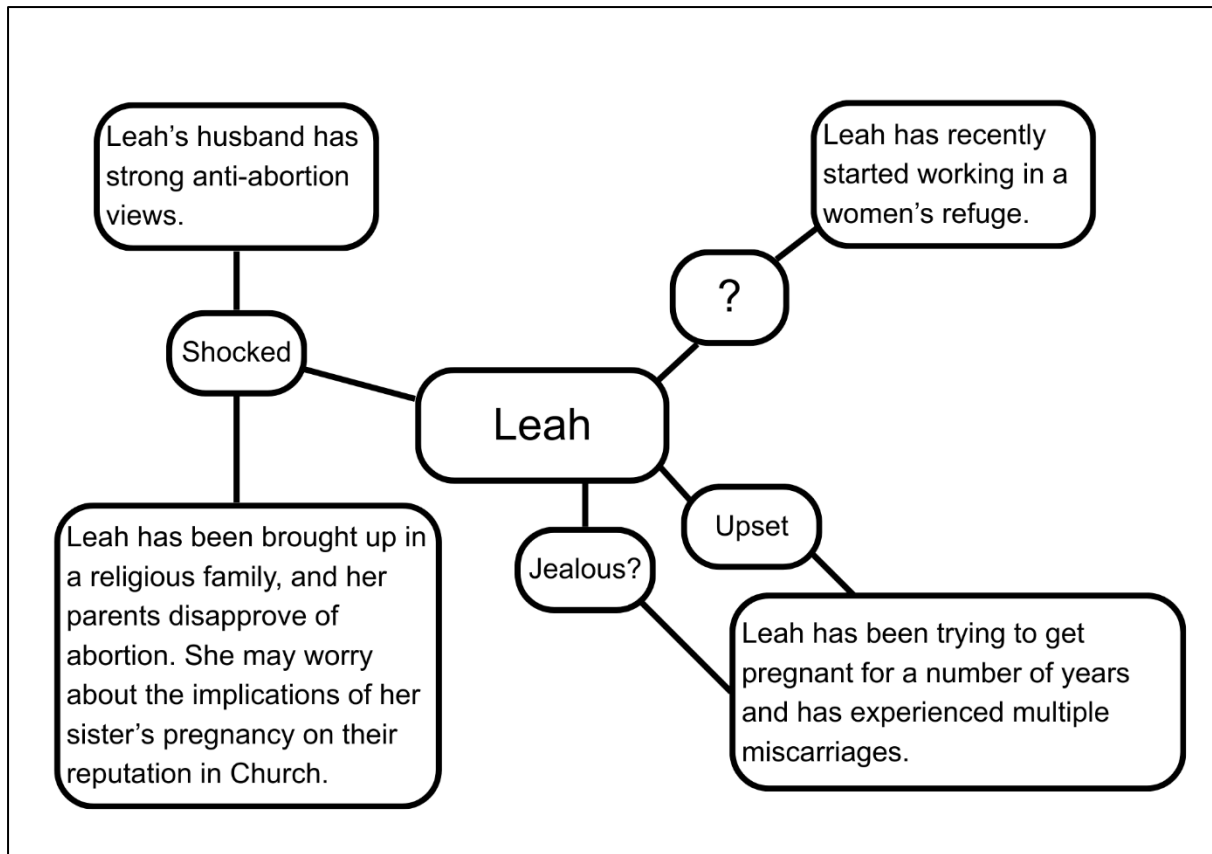 Leah’s husband has
strong anti-abortion
views.
Leah has recently
started working in a
women’s refuge.
?
Shocked
Leah
Upset
Jealous?
Leah has been brought up in
a religious family, and her
parents disapprove of
abortion. She may worry
about the implications of her
sister’s pregnancy on their
reputation in Church.
Leah has been trying to get
pregnant for a number of years
and has experienced multiple
miscarriages.